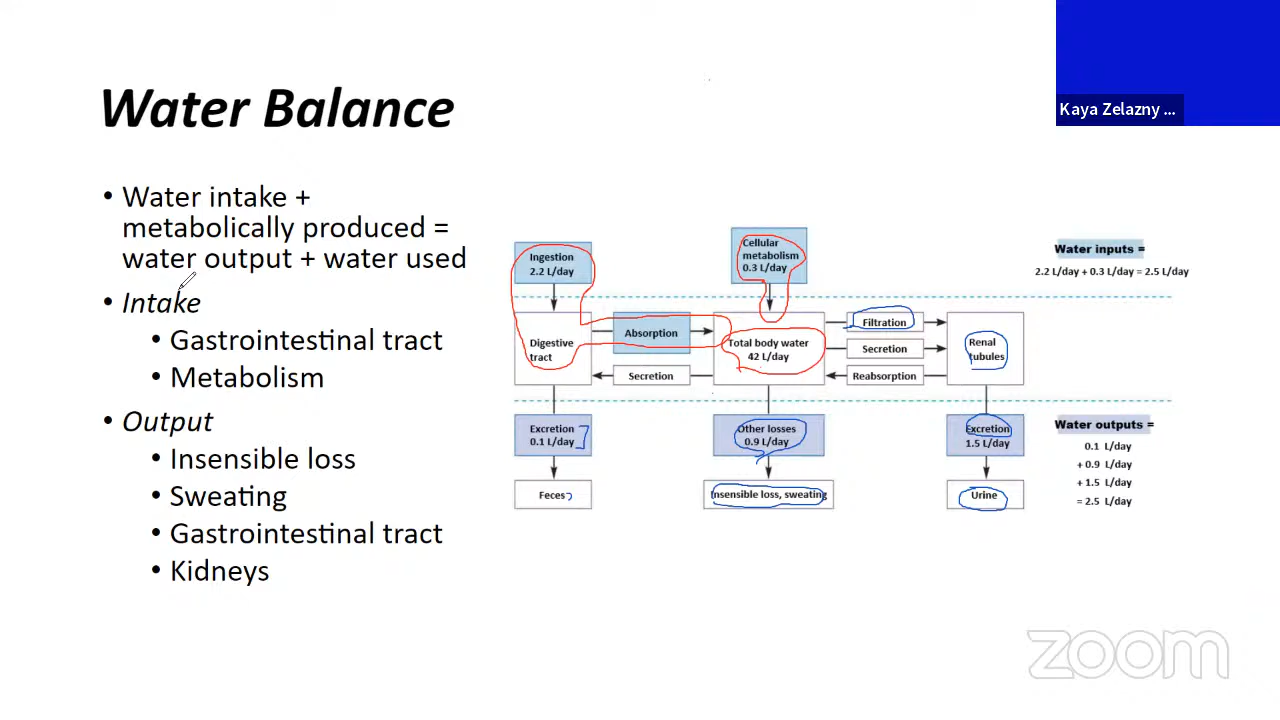 Water Balance
Kaya Zelazny ...
• Water intake +
metabolically produced =
water output + water used
• Intake
• Gastrointestinal tract
• Metabolism
• Output
• Insensible loss
• Sweating
• Gastrointestinal tract
• Kidneys
Ingestion
2.2 L/day
Cellular
metabolism
0.3 L/day
Water inputs =
2.2 L/day + 0.3 L/day = 2.5 L/day
Digestive
tract
Absorption
Secretion
Total body water
42 L/day
Filtration
Secretion
Reabsorption
Renal
tubules
Excretion
0.1 L/day
Other losses
0.9 L/day
Excretion
1.5 L/day
Water outputs =
0.1 L/day
+ 0.9 L/day
+ 1.5 L/day
= 2.5 L/day
Feces
Insensible loss, sweating
Urine
zoom